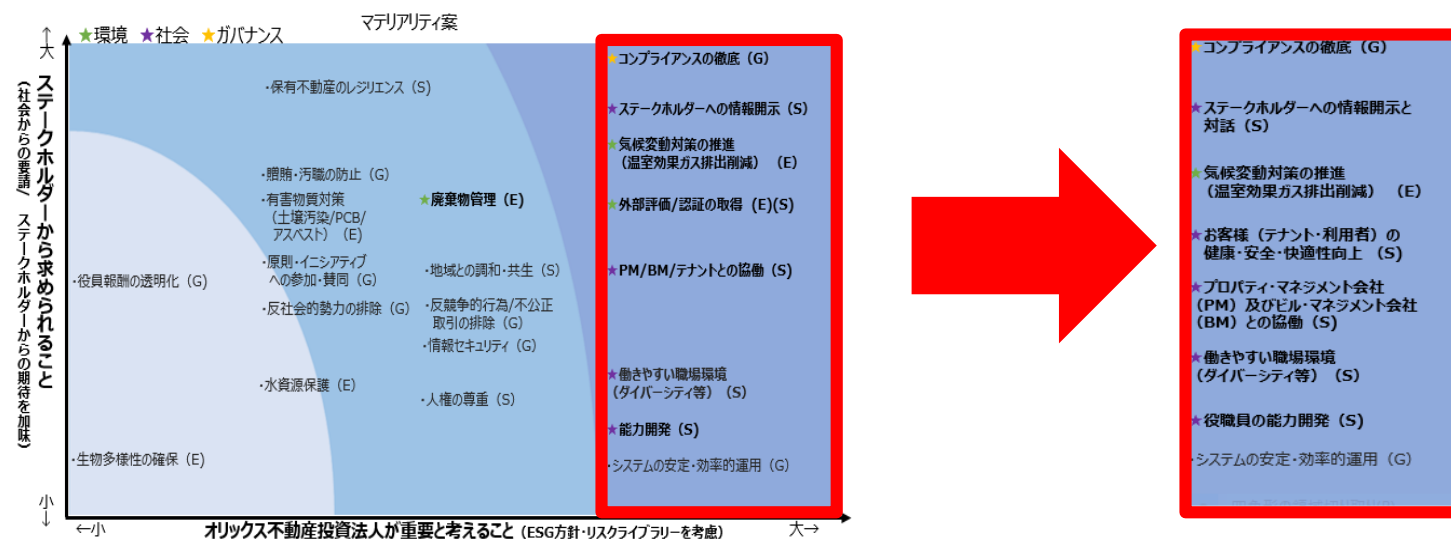 マテリアリティ案
★環境 ★社会 ★ガバナンス
↑
大
ステークホルダーから求められること
(社会からの要請/ ステークホルダーからの期待を加味)
小
↓
・役員報酬の透明化(G)
・生物多様性の確保(E)
・保有不動産のレジリエンス(S)
・贈賄・汚職の防止(G)
・有害物質対策
(土壌汚染/PCB/
アスベスト)(E)
・原則・イニシアティブ
への参加・賛同(G)
・反社会的勢力の排除(G)
・水資源保護(E)
★廃棄物管理(E)
・地域との調和・共生(S)
・反競争的行為/不公正
取引の排除(G)
・情報セキュリティ(G)
・人権の尊重(S)
★コンプライアンスの徹底(G)
★ステークホルダーへの情報開示(S)
★気候変動対策の推進
(温室効果ガス排出削減)(E)
★外部評価/認証の取得(E)(S)
★PM/BM/テナントとの協働(S)
★働きやすい職場環境
(ダイバーシティ等)(S)
★能力開発(S)
・システムの安定・効率的運用(G)
←小
オリックス不動産投資法人が重要と考えること(ESG方針・リスクライブラリーを考慮)
大→
★コンプライアンスの徹底(G)
★ステークホルダーへの情報開示と
対話(S)
★気候変動対策の推進
(温室効果ガス排出削減)(E)
★お客様(テナント・利用者)の
健康・安全・快適性向上(S)
★プロパティ・マネジメント会社
(PM)及びビル・マネジメント会社
(BM)との協働(S)
★働きやすい職場環境
(ダイバーシティ等)(S)
★役職員の能力開発(S)
・システムの安定・効率的運用(G)